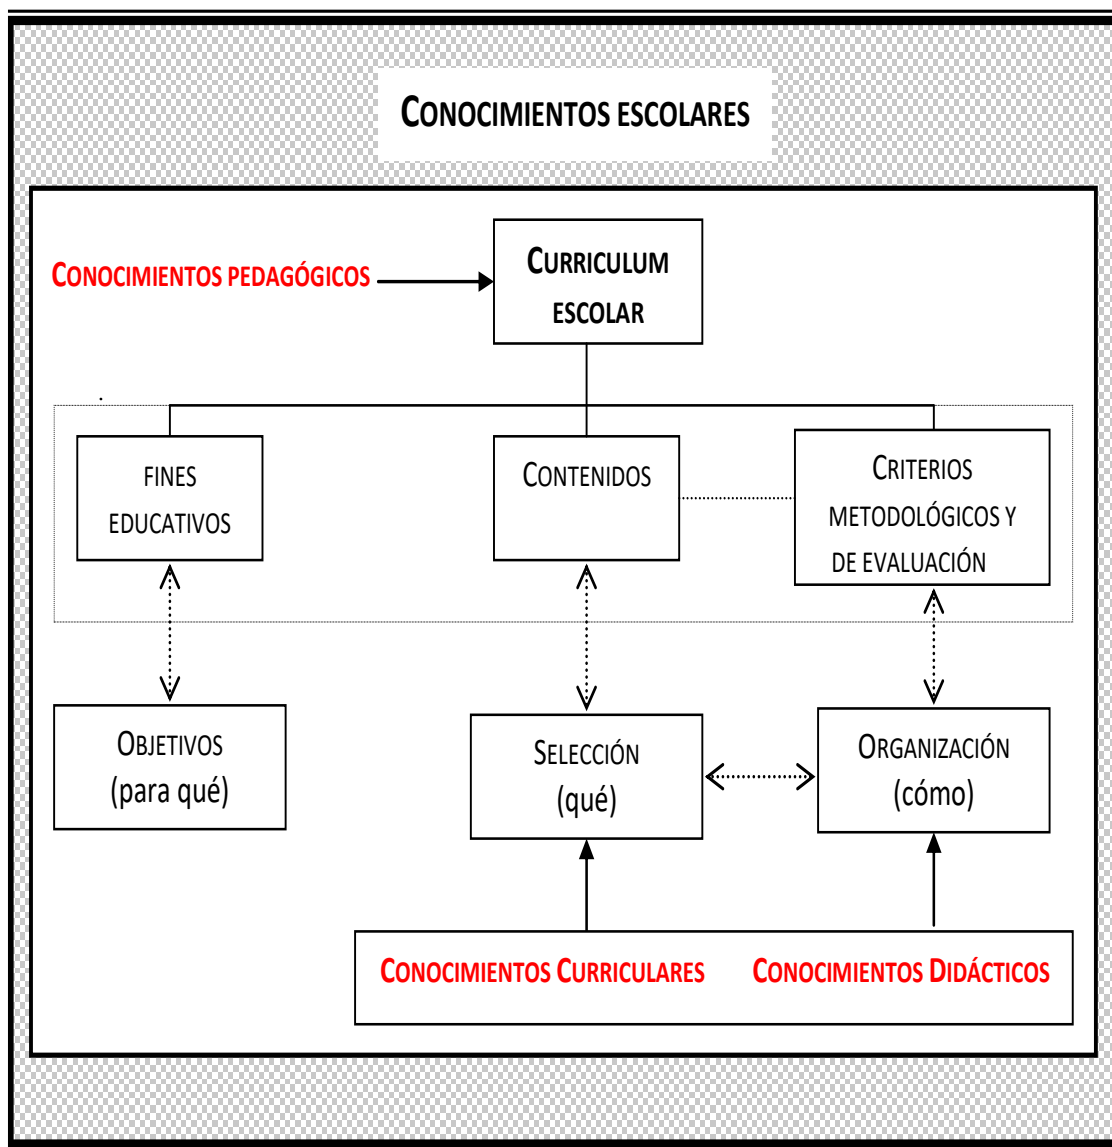 CONOCIMIENTOS ESCOLARES
CONOCIMIENTOS PEDAGÓGICOS
CURRICULUM
ESCOLAR
FINES
EDUCATIVOS
CONTENIDOS
CRITERIOS
METODOLÓGICOS Y
DE EVALUACIÓN
OBJETIVOS
(para qué)
SELECCIÓN
(qué)
ORGANIZACIÓN
(cómo)
CONOCIMIENTOS CURRICULARES
CONOCIMIENTOS DIDÁCTICOS